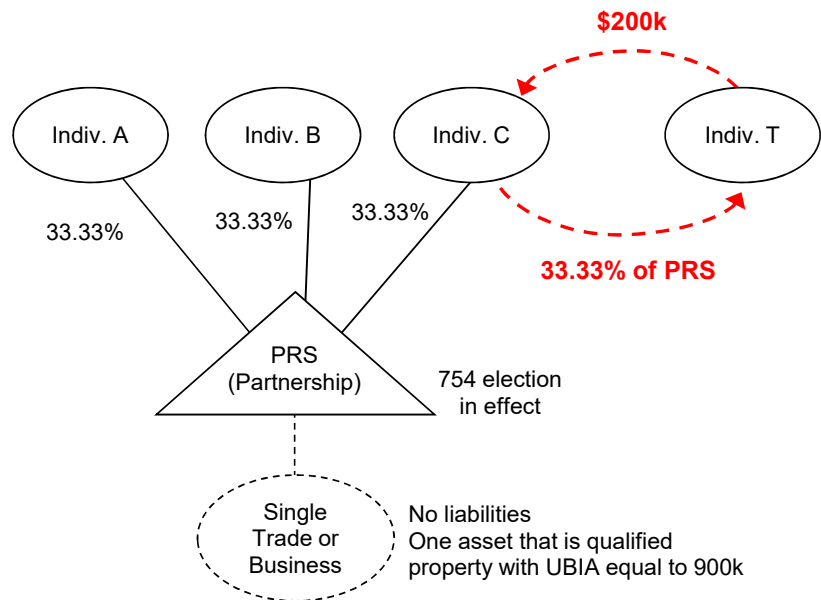 $200k
Indiv. A
Indiv. B
Indiv. C
Indiv. T
33.33%
33.33%
33.33%
33.33% of PRS
PRS
(Partnership)
754 election
in effect
Single
Trade or
Business
No liabilities
One asset that is qualified
property with UBIA equal to 900k